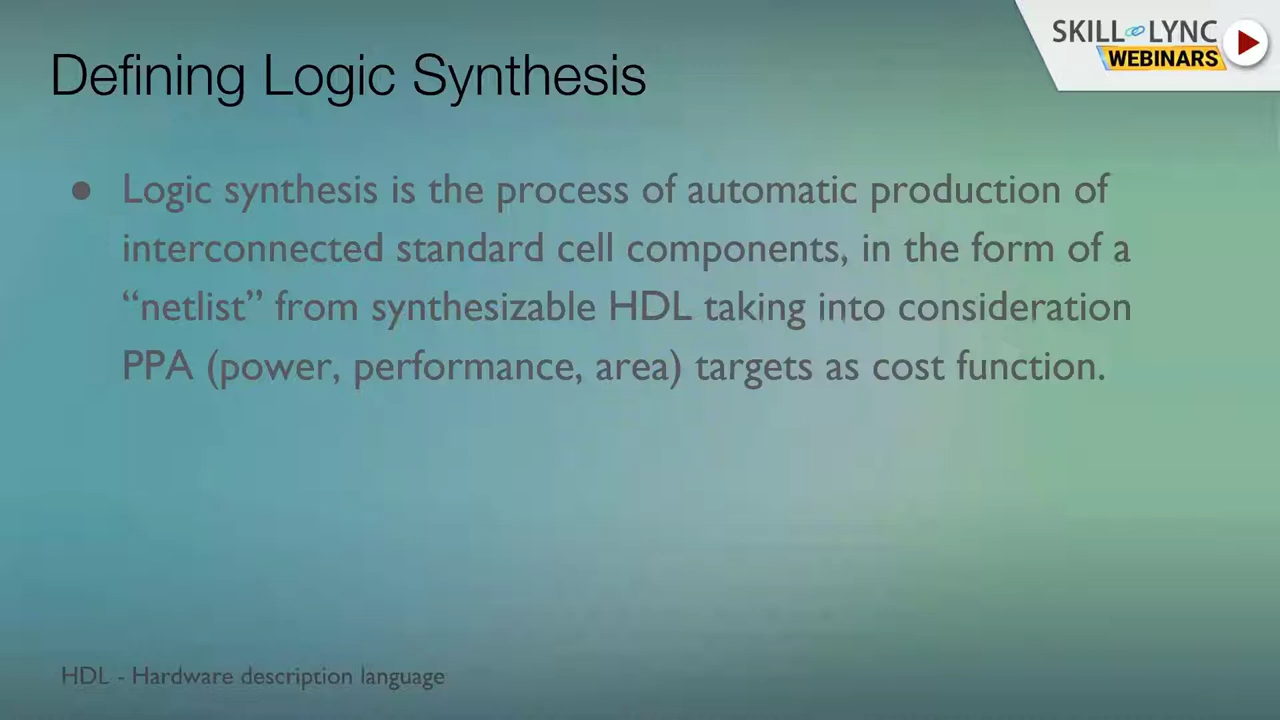 SKILL LYNC
WEBINARS
Defining Logic Synthesis
● Logic synthesis is the process of automatic production of
interconnected standard cell components, in the form of a
“netlist” from synthesizable HDL taking into consideration
PPA (power, performance, area) targets as cost function.
HDL - Hardware description language